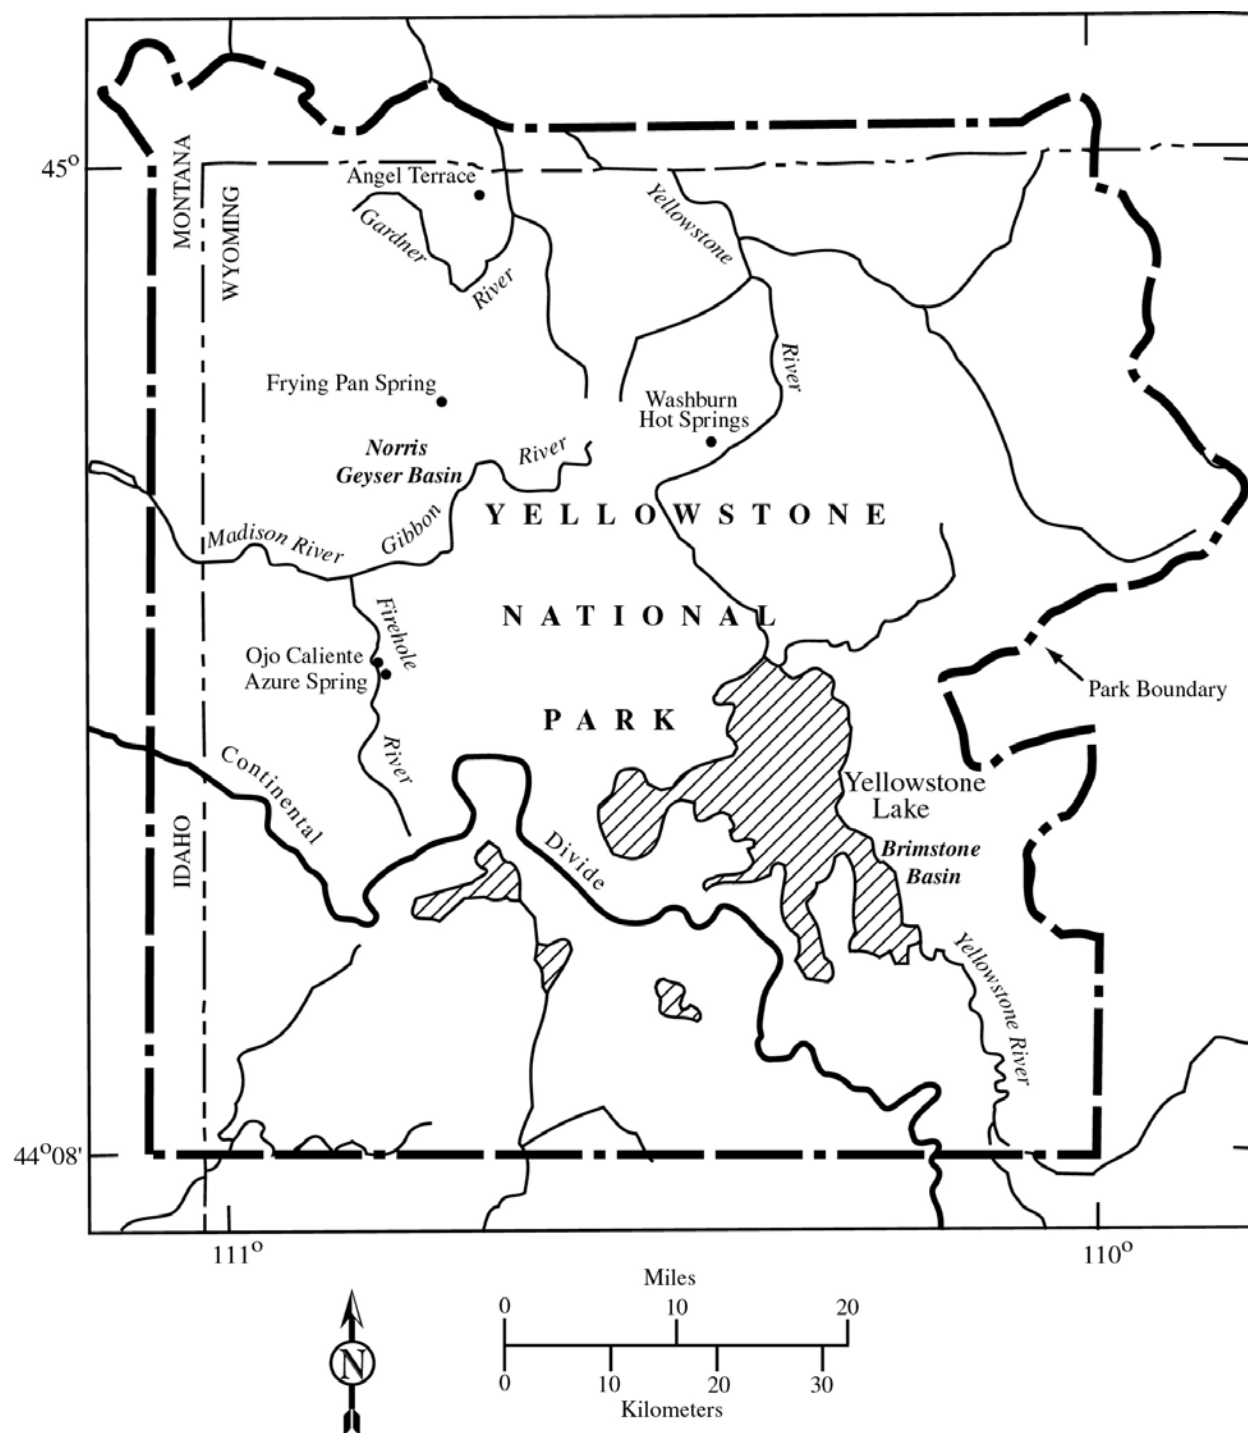 45°
MONTANA
WYOMING
Angel Terrace
Gardner
River
Yellowstone
River
Frying Pan Spring
Washburn
Hot Springs
Norris
Geyser Basin
River
Gibbon
Madison River
YELLOWSTONE
NATIONAL
PARK
Firehole
River
Ojo Caliente
Azure Spring
Park Boundary
Continental
Divide
IDAHO
Yellowstone
Lake
Brimstone
Basin
Yellowstone River
44°08'
111°
110°
Miles
0 10 20
0 10 20 30
Kilometers
N